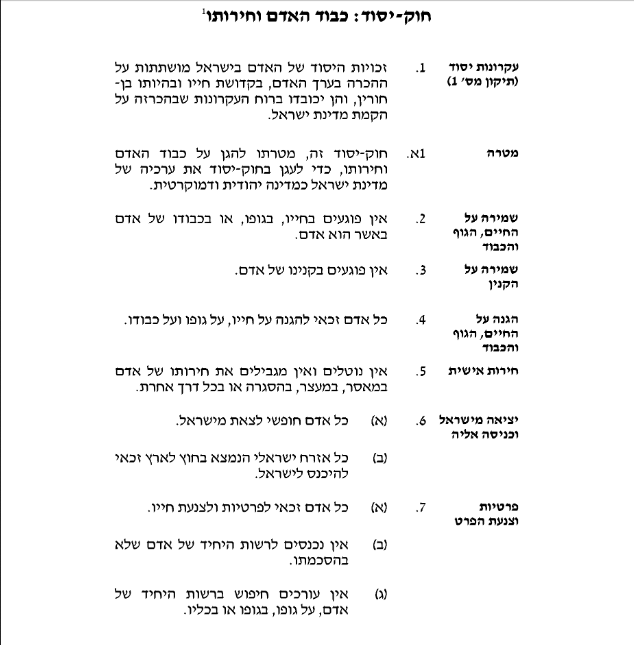 חוק-יסוד: כבוד האדם וחירותו1
עקרונות יסוד 1. זכויות היסוד של האדם בישראל מושתתות על
(תיקון מס׳ 1) ההכרה בערך האדם, בקדושת חייו ובהיותו בן-
חורין, והן יכובדו ברוח העקרונות שבהכרזה על
הקמת מדינת ישראל.
מטרה 1א. חוק-יסוד זה, מטרתו להגן על כבוד האדם
וחירותו, כדי לעגן בחוק-יסוד את ערכיה של
מדינת ישראל כמדינה יהודית ודמוקרטית.
שמירה על 2. אין פוגעים בחייו, בגופו, או בכבודו של אדם
החיים, הגוף באשר הוא אדם.
והכבוד
שמירה על 3. אין פוגעים בקנינו של אדם.
הקנין
הגנה על 4. כל אדם זכאי להגנה על חייו, על גופו ועל כבודו.
החיים, הגוף
והכבוד
חירות אישית 5. אין נוטלים ואין מגבילים את חירותו של אדם
במאסר, במעצר, בהסגרה או בכל דרך אחרת.
יציאה מישראל 6. (א) כל אדם חופשי לצאת מישראל.
וכניסה אליה
(ב) כל אזרח ישראלי הנמצא בחוץ לארץ זכאי
להיכנס לישראל.
פרטיות 7. (א) כל אדם זכאי לפרטיות ולצנעת חייו.
וצנעת הפרט
(ב) אין נכנסים לרשות היחיד של אדם שלא
בהסכמתו.
(ג) אין עורכים חיפוש ברשות היחיד של
אדם, על גופו, בגופו או בכליו.